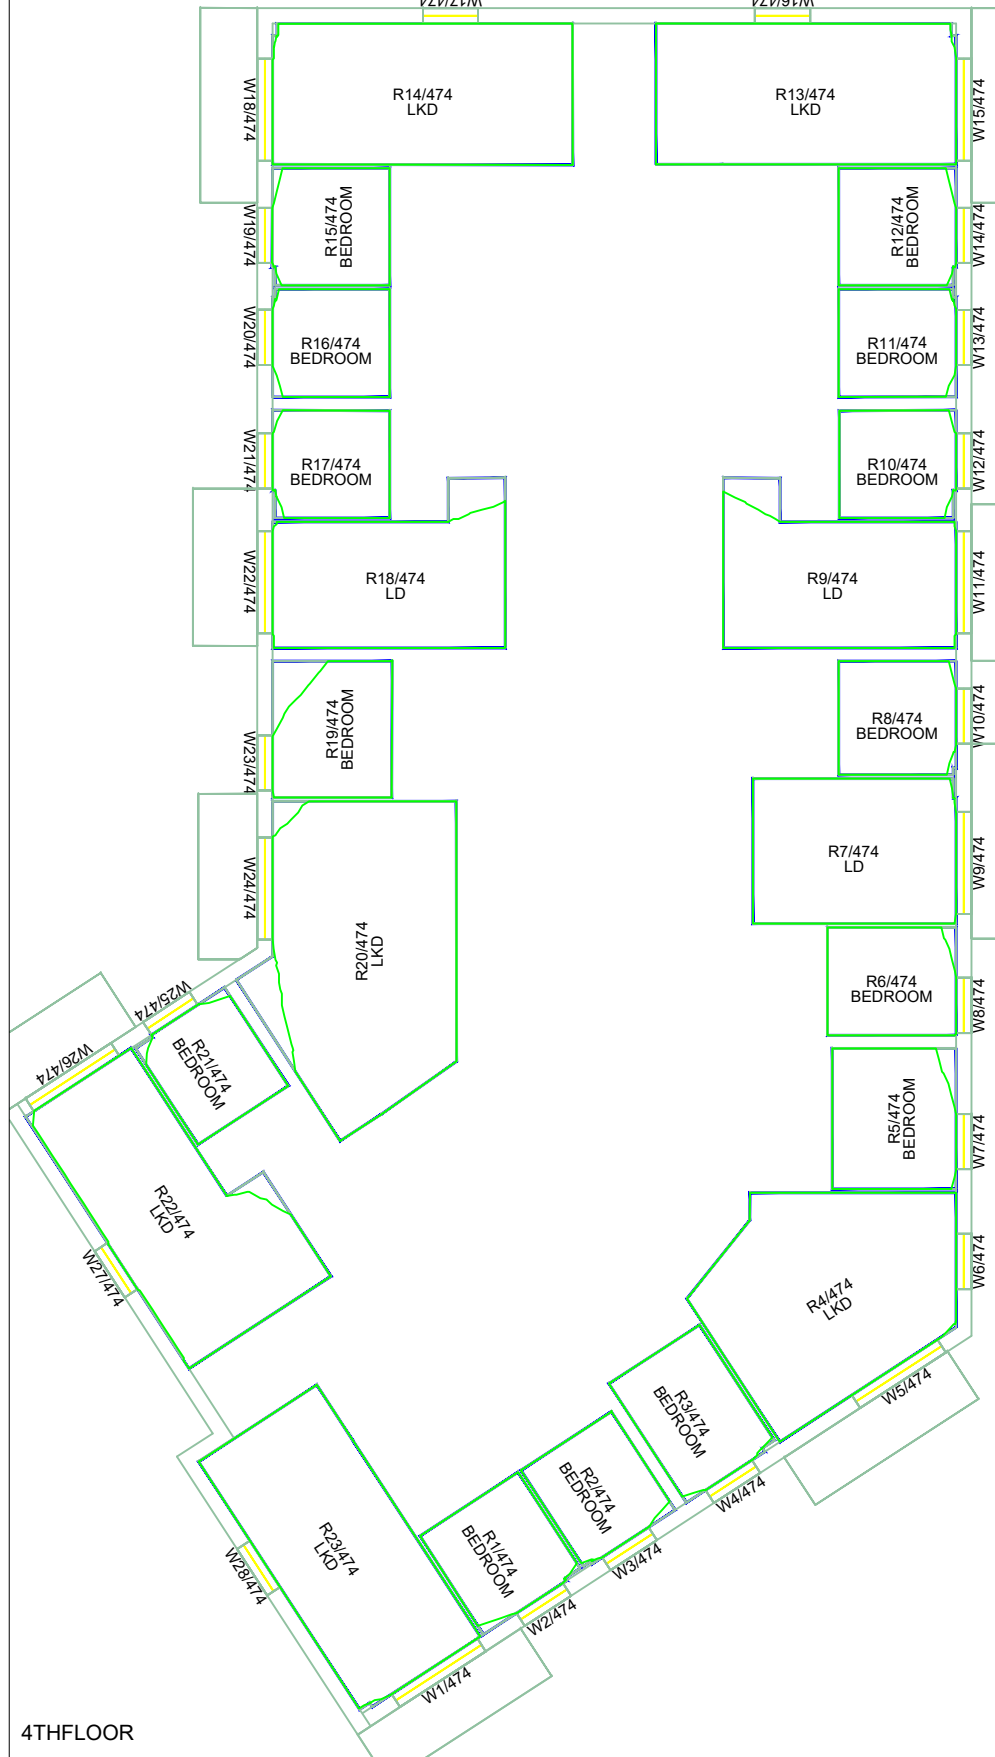 W17/474
W16/474
W18/474
R14/474
LKD
R13/474
LKD
W15/474
W19/474
R15/474
BEDROOM
R12/474
BEDROOM
W14/474
W20/474
R16/474
BEDROOM
R11/474
BEDROOM
W13/474
W21/474
R17/474
BEDROOM
R10/474
BEDROOM
W12/474
W22/474
R18/474
LD
R9/474
LD
W11/474
W23/474
R19/474
BEDROOM
R8/474
BEDROOM
W10/474
W24/474
R20/474
LKD
R7/474
LD
W9/474
W25/474
R6/474
BEDROOM
W8/474
W26/474
R21/474
BEDROOM
R5/474
BEDROOM
W7/474
R22/474
LKD
W27/474
R4/474
LKD
W6/474
R3/474
BEDROOM
W5/474
R2/474
BEDROOM
W4/474
R23/474
LKD
R1/474
BEDROOM
W3/474
W28/474
W2/474
W1/474
4THFLOOR